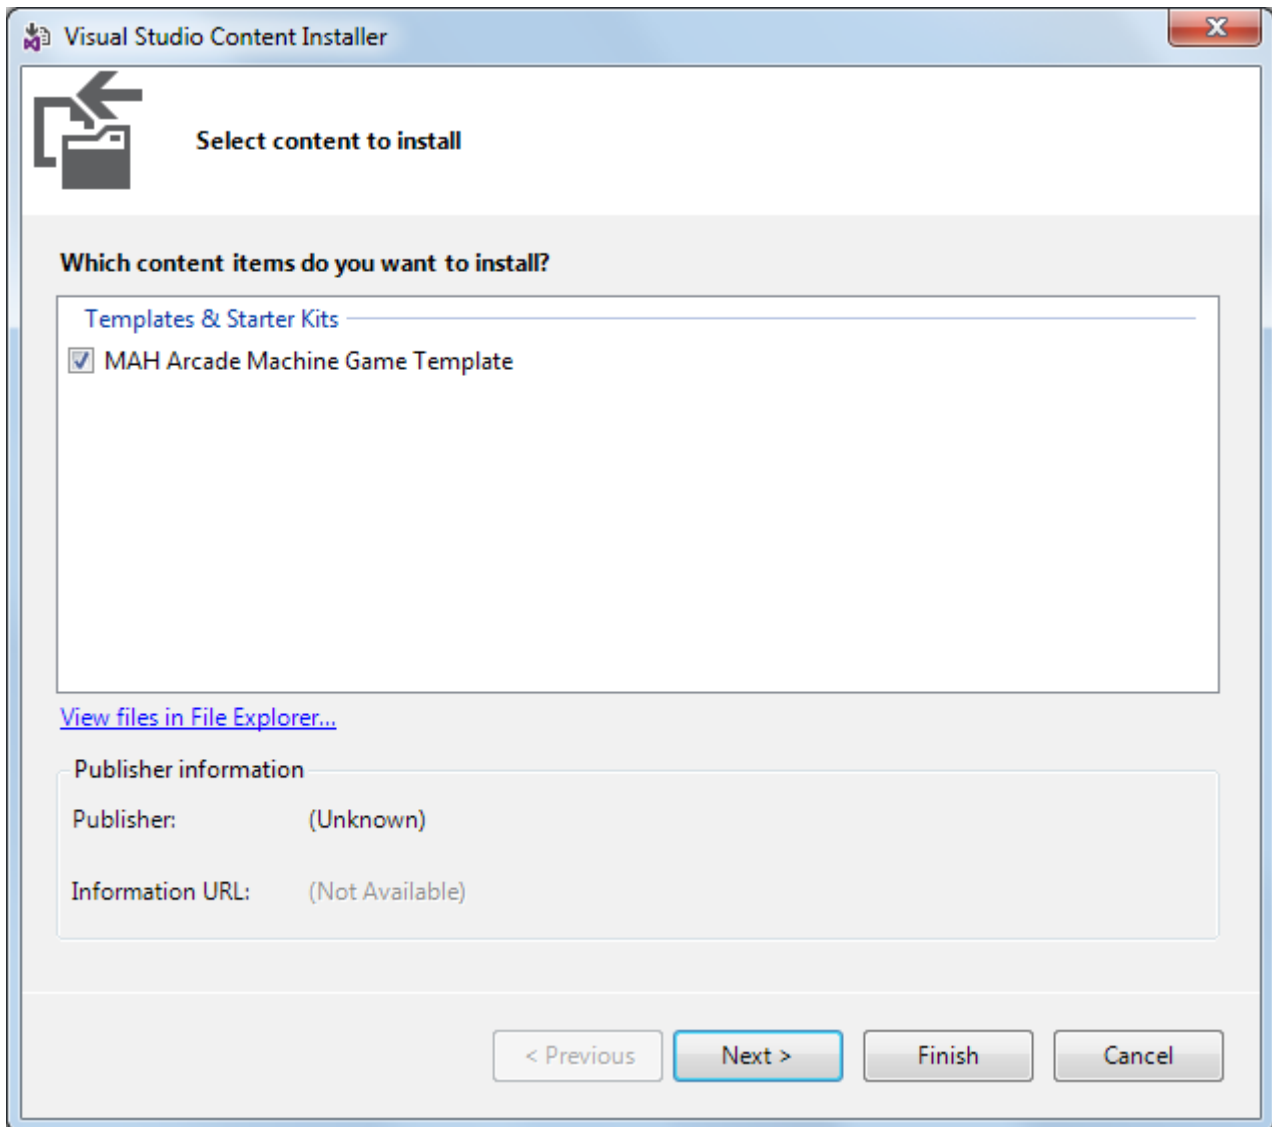 Visual Studio Content Installer
Select content to install
Which content items do you want to install?
Templates & Starter Kits
MAH Arcade Machine Game Template
View files in File Explorer...
Publisher information
Publisher: (Unknown)
Information URL: (Not Available)
< Previous Next > Finish Cancel